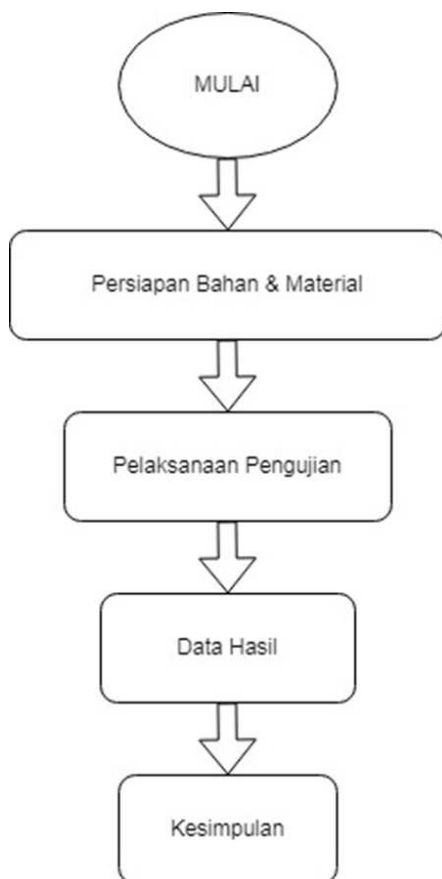 MULAI
Persiapan Bahan & Material
Pelaksanaan Pengujian
Data Hasil
Kesimpulan